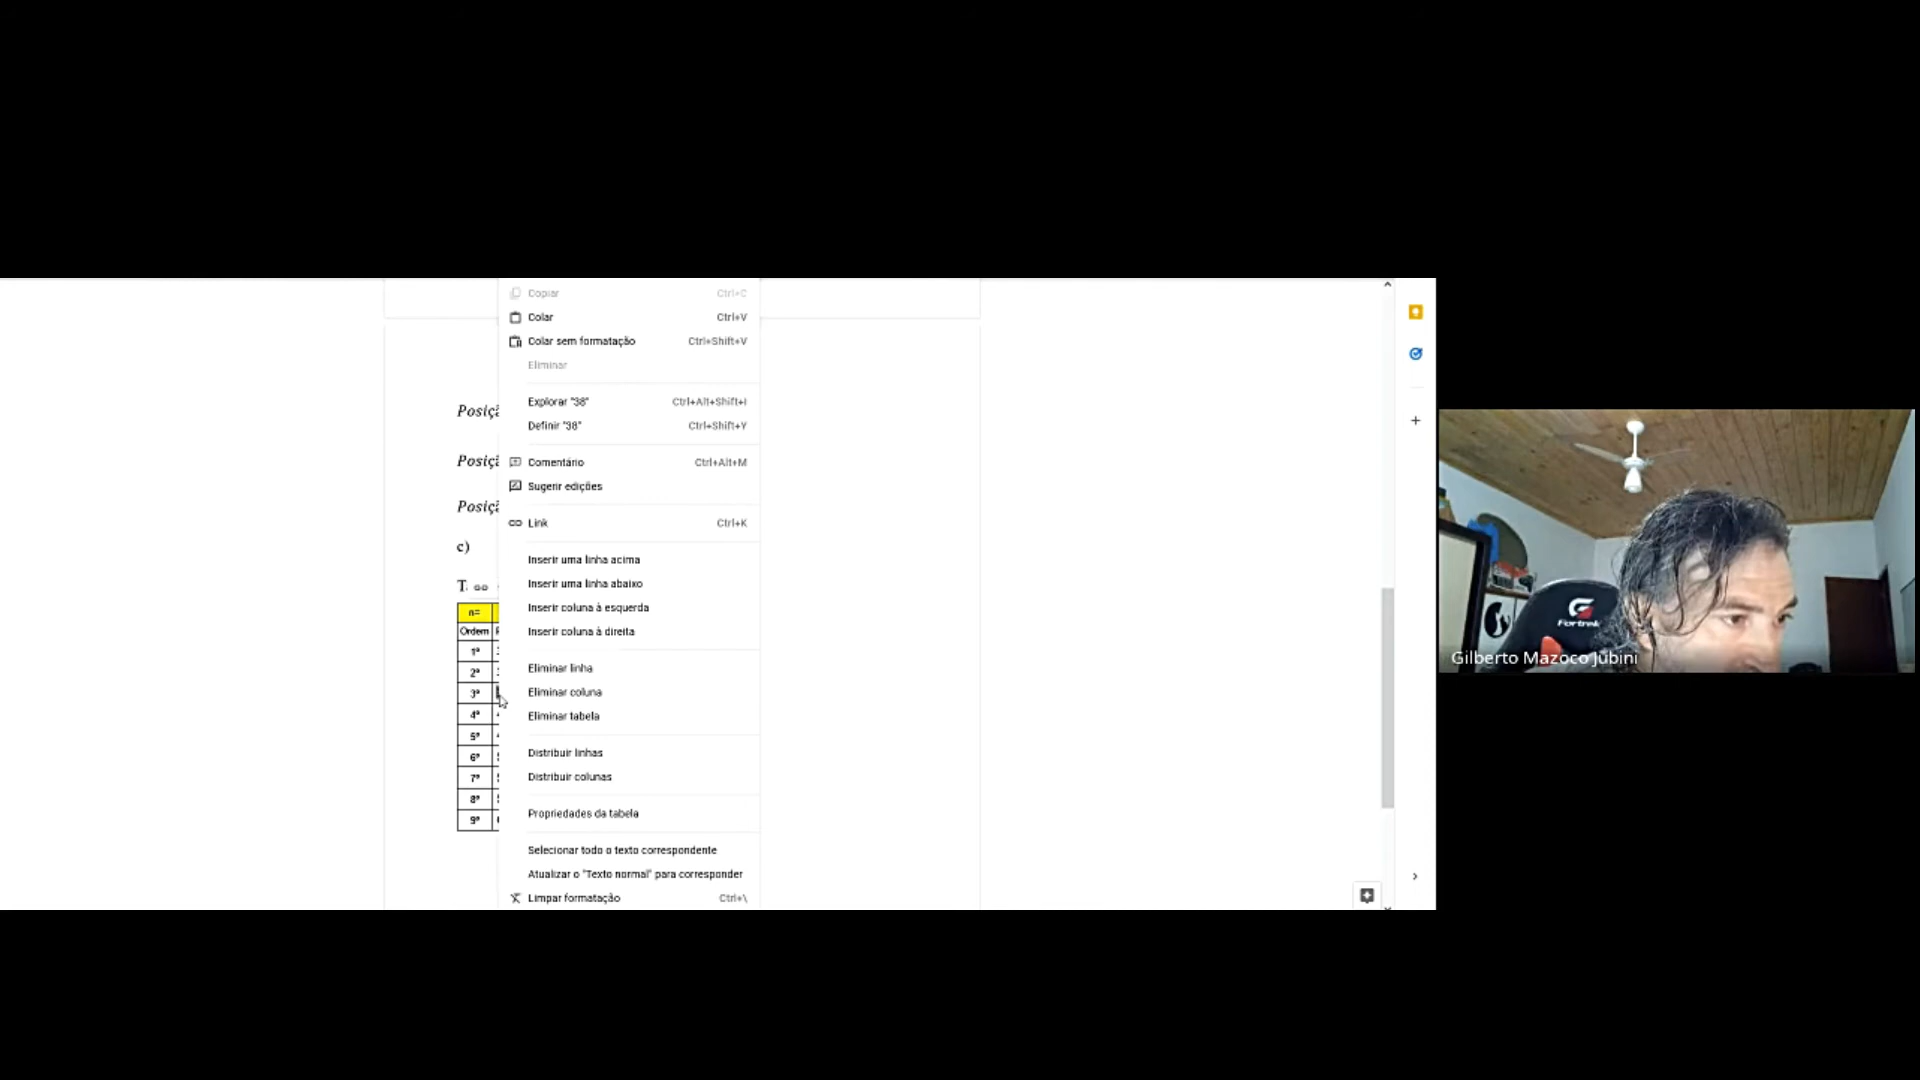 Copiar Ctrl+C
Colar Ctrl+V
Colar sem formatação Ctrl+Shift+V
Eliminar
Explorar "38" Ctrl+Alt+Shift+I
Definir "38" Ctrl+Shift+Y
Comentário Ctrl+Alt+M
Sugerir edições
Link Ctrl+K
Inserir uma linha acima
Inserir uma linha abaixo
Inserir coluna à esquerda
Inserir coluna à direita
Eliminar linha
Eliminar coluna
Eliminar tabela
Distribuir linhas
Distribuir colunas
Propriedades da tabela
Selecionar todo o texto correspondente
Atualizar o "Texto normal" para corresponder
Limpar formatação Ctrl+\
Posiçã
Posiçã
Posiçã
c)
T.
n=
Ordem
1º
2º
3º
4º
5º
6º
7º
8º
9º
Fortrek
Gilberto Mazoco Jubini